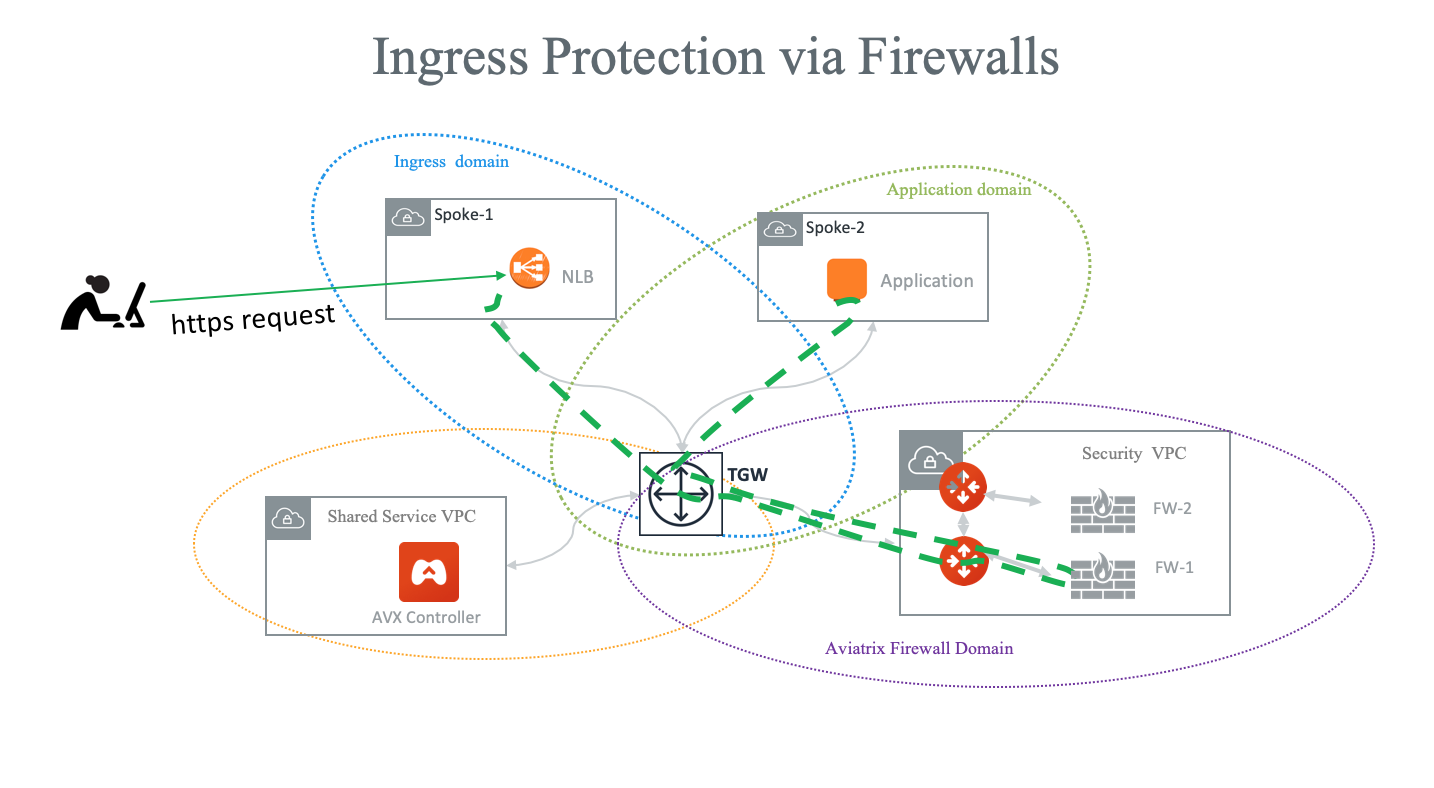 Ingress Protection via Firewalls
Ingress domain
Application domain
Spoke-1
NLB
Spoke-2
Application
https request
TGW
Security VPC
FW-2
FW-1
Shared Service VPC
AVX Controller
Aviatrix Firewall Domain